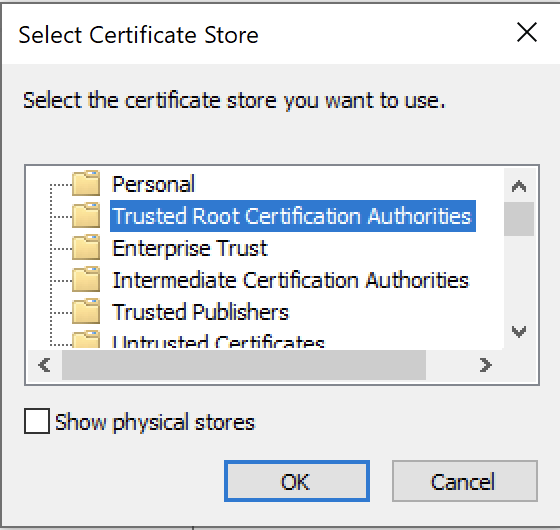 Select Certificate Store
Select the certificate store you want to use.
Personal
Trusted Root Certification Authorities
Enterprise Trust
Intermediate Certification Authorities
Trusted Publishers
Untrusted Certificates
Show physical stores
OK Cancel